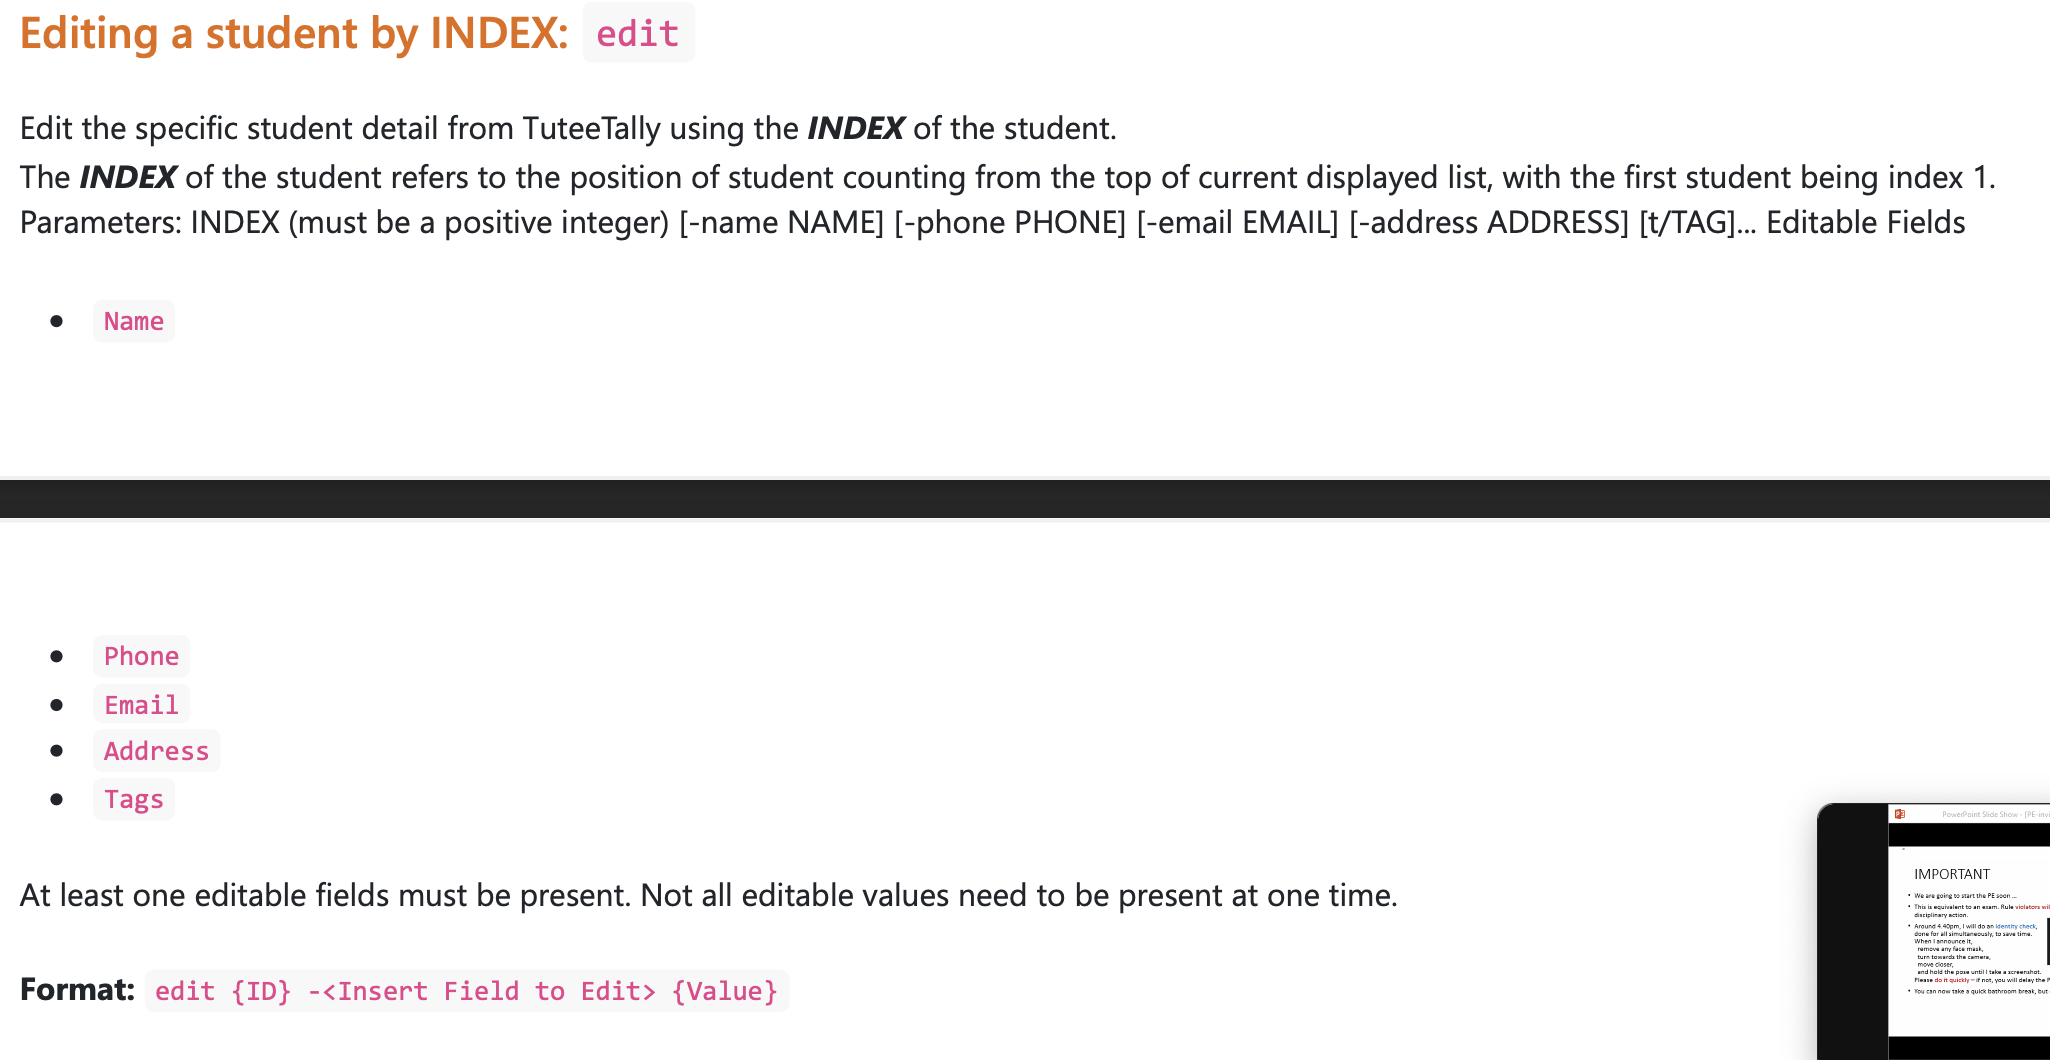 Editing a student by INDEX: edit
Edit the specific student detail from TuteeTally using the INDEX of the student.
The INDEX of the student refers to the position of student counting from the top of current displayed list, with the first student being index 1.
Parameters: INDEX (must be a positive integer) [-name NAME] [-phone PHONE] [-email EMAIL] [-address ADDRESS] [t/TAG]... Editable Fields
• Name
• Phone
• Email
• Address
• Tags
At least one editable fields must be present. Not all editable values need to be present at one time.
Format: edit {ID} -<Insert Field to Edit> {Value}
PowerPoint Slide Show - [PE-invi
IMPORTANT
• We are going to start the PE soon ...
• This is equivalent to an exam. Rule violators wil
disciplinary action.
• Around 4.40pm, I will do an identity check,
done for all simultaneously, to save time.
When I announce it,
remove any face mask,
turn towards the camera,
move closer,
and hold the pose until I take a screenshot.
Please do it quickly – if not, you will delay the P
• You can now take a quick bathroom break, but